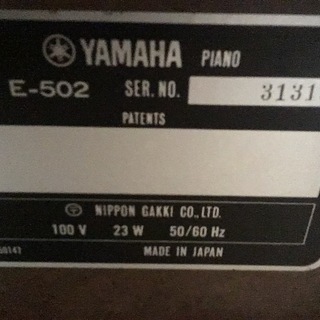 YAMAHA PIANO
E-502 SER. NO. 3131
PATENTS
NIPPON GAKKI CO., LTD.
100 V 23 W 50/60 Hz
MADE IN JAPAN